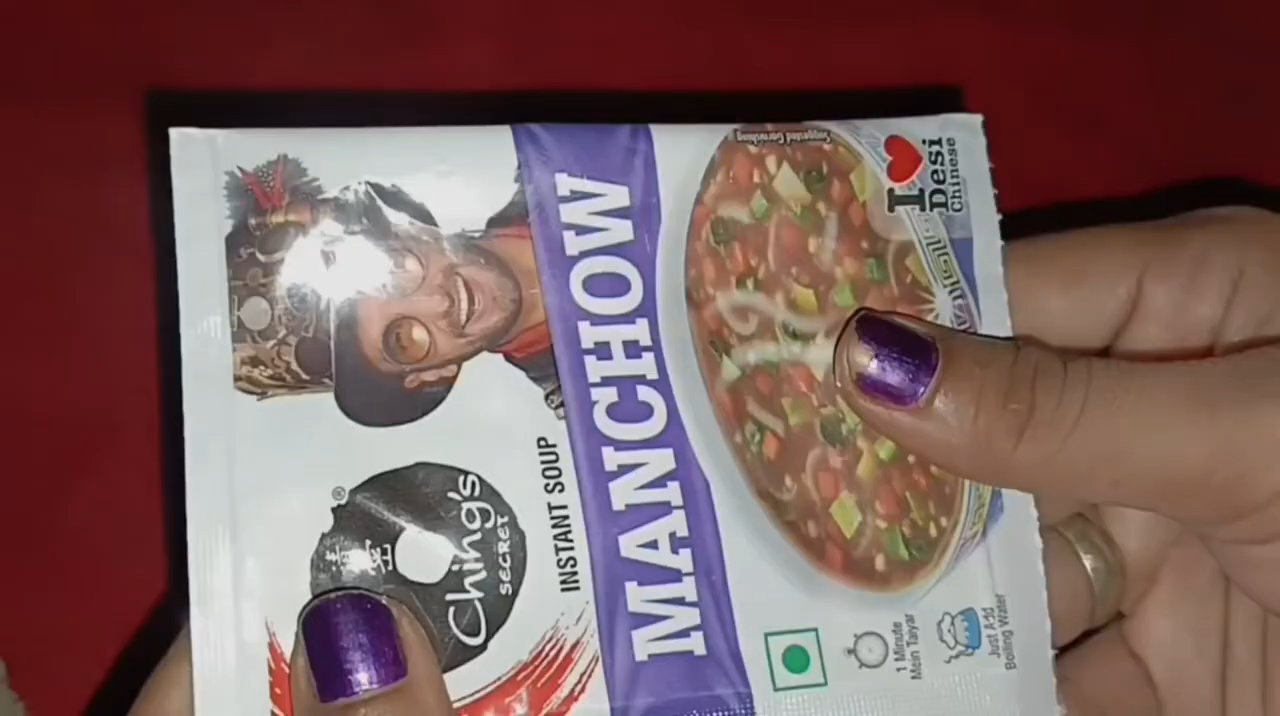 Ching's
SECRET
®
INSTANT SOUP
MANCHOW
Suggested Garnishing
I
Desi
Chinese
1 Minute
Mein Taiyar
Just Add
Boiling Water